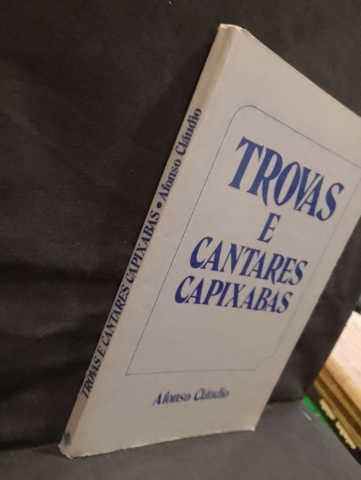 TROVAS E CANTARES CAPIXABAS • Afonso Cláudio
TROVAS
E
CANTARES
CAPIXABAS
Afonso Cláudio